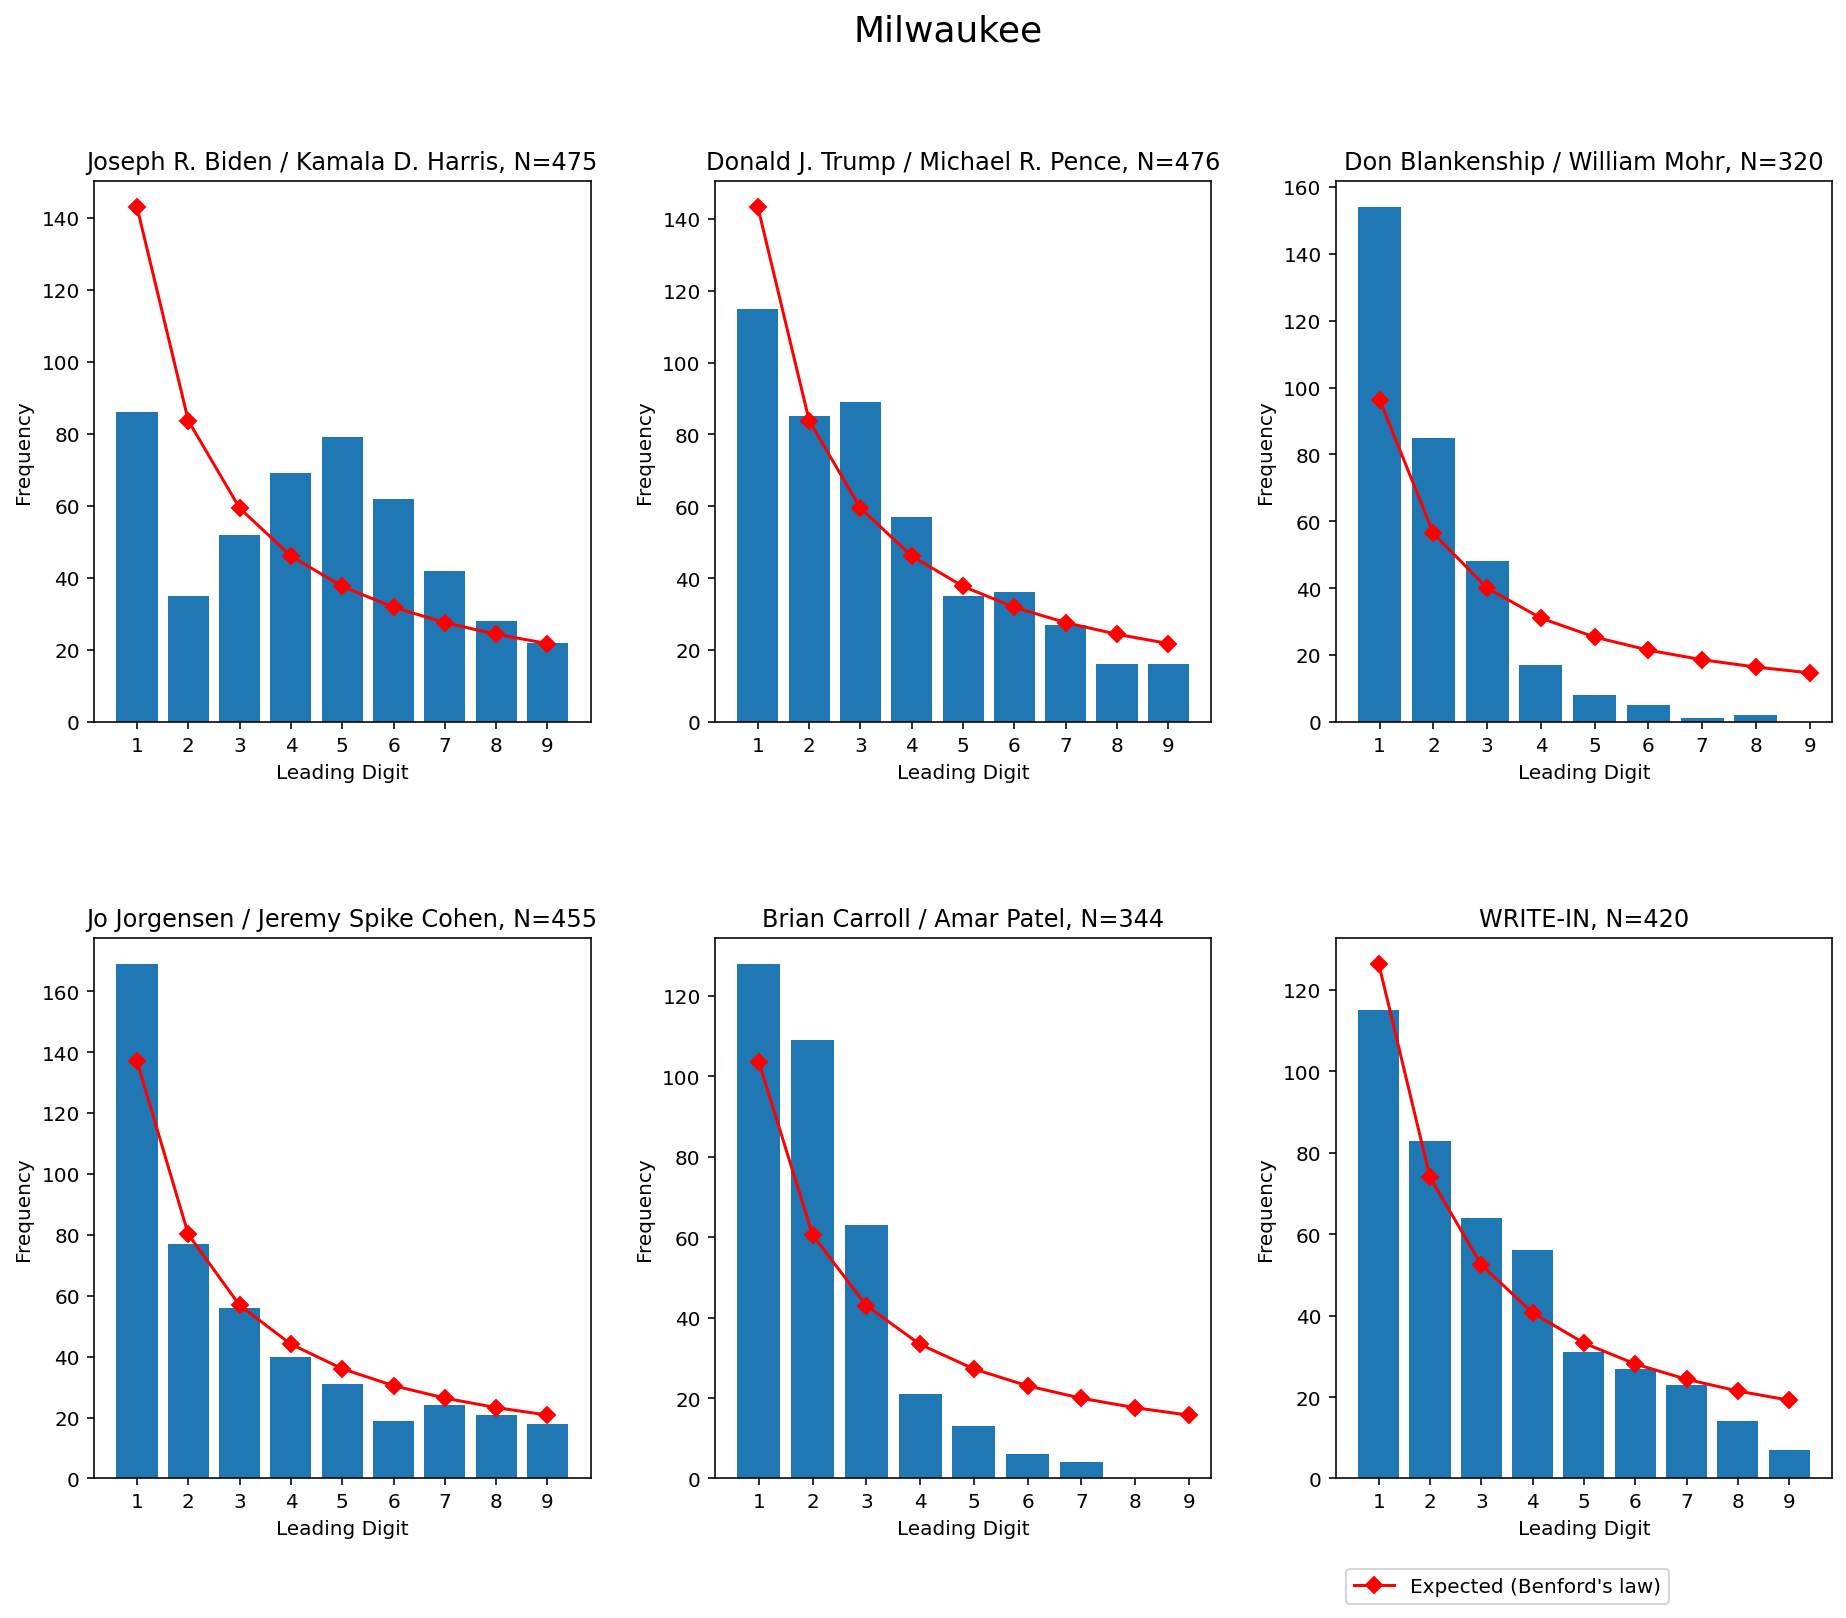 Milwaukee
Joseph R. Biden / Kamala D. Harris, N=475
Frequency
140
120
100
80
60
40
20
0
1 2 3 4 5 6 7 8 9
Leading Digit
Donald J. Trump / Michael R. Pence, N=476
Frequency
140
120
100
80
60
40
20
0
1 2 3 4 5 6 7 8 9
Leading Digit
Don Blankenship / William Mohr, N=320
Frequency
160
140
120
100
80
60
40
20
0
1 2 3 4 5 6 7 8 9
Leading Digit
Jo Jorgensen / Jeremy Spike Cohen, N=455
Frequency
160
140
120
100
80
60
40
20
0
1 2 3 4 5 6 7 8 9
Leading Digit
Brian Carroll / Amar Patel, N=344
Frequency
120
100
80
60
40
20
0
1 2 3 4 5 6 7 8 9
Leading Digit
WRITE-IN, N=420
Frequency
120
100
80
60
40
20
0
1 2 3 4 5 6 7 8 9
Leading Digit
Expected (Benford's law)